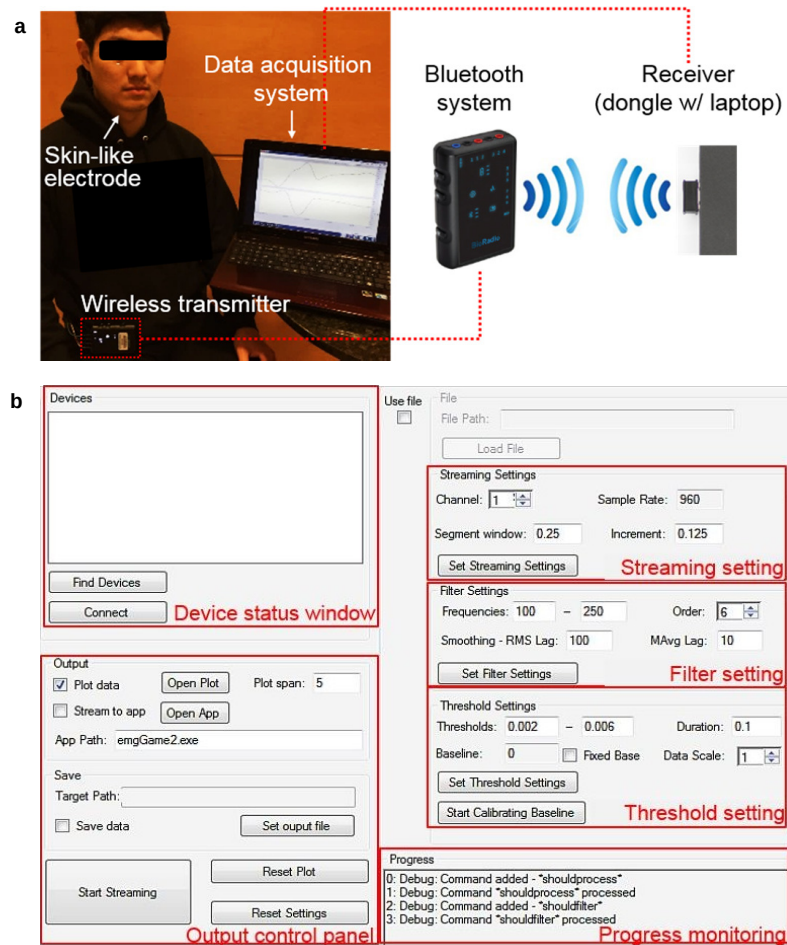 a
Data acquisition
system
Skin-like
electrode
Wireless transmitter
Bluetooth
system
BioRadio
Receiver
(dongle w/ laptop)
b
Devices
Find Devices
Connect
Device status window
Use file
File
File Path:
Load File
Streaming Settings
Channel: 1 Sample Rate: 960
Segment window: 0.25 Increment: 0.125
Set Streaming Settings
Streaming setting
Filter Settings
Frequencies: 100 – 250 Order: 6
Smoothing - RMS Lag: 100 MAvg Lag: 10
Set Filter Settings
Filter setting
Threshold Settings
Thresholds: 0.002 – 0.006 Duration: 0.1
Baseline: 0 Fixed Base Data Scale: 1
Set Threshold Settings
Start Calibrating Baseline
Threshold setting
Output
Plot data Open Plot Plot span: 5
Stream to app Open App
App Path: emgGame2.exe
Save
Target Path:
Save data Set ouput file
Start Streaming
Reset Plot
Reset Settings
Output control panel
Progress
0: Debug: Command added - "shouldprocess"
1: Debug: Command "shouldprocess" processed
2: Debug: Command added - "shouldfilter"
3: Debug: Command "shouldfilter" processed
Progress monitoring